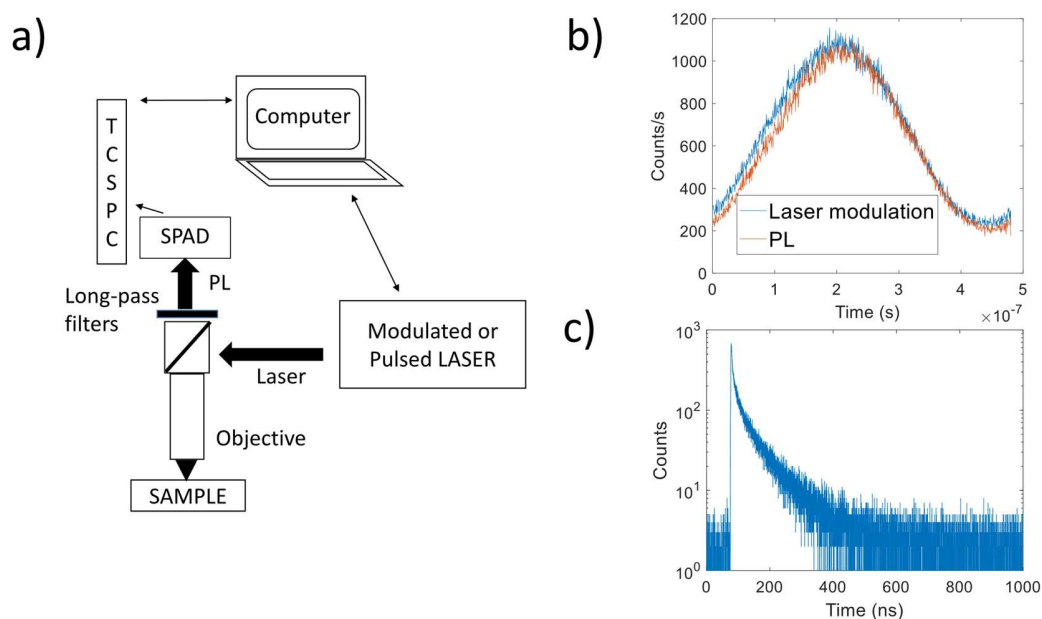 a)
T
C
S
P
C
Computer
SPAD
PL
Long-pass
filters
Laser
Modulated or
Pulsed LASER
Objective
SAMPLE
b)
1200
1000
800
600
400
200
0
Counts/s
Laser modulation
PL
0 1 2 3 4 5
Time (s)
×10⁻⁷
c)
10³
10²
10¹
10⁰
Counts
0 200 400 600 800 1000
Time (ns)